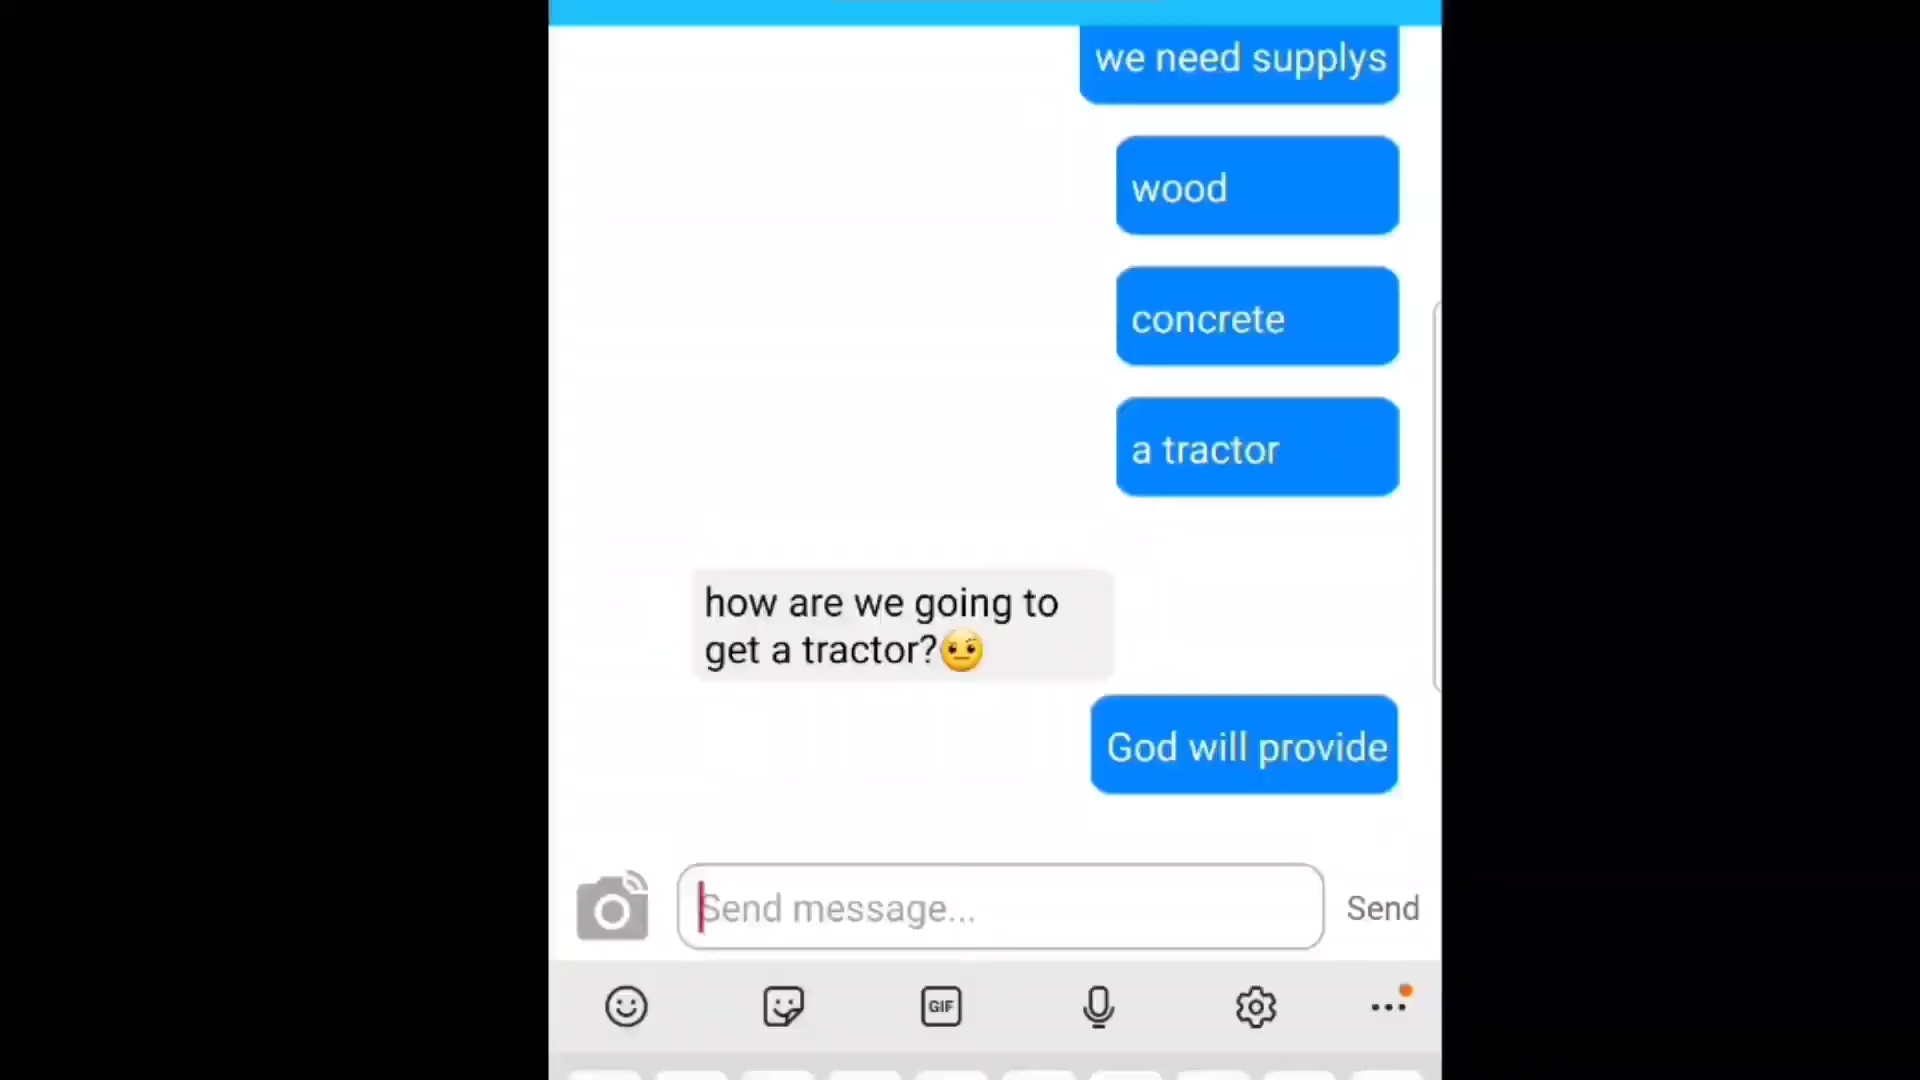 we need supplys
wood
concrete
a tractor
how are we going to
get a tractor?🤨
God will provide
Send message...
Send
GIF